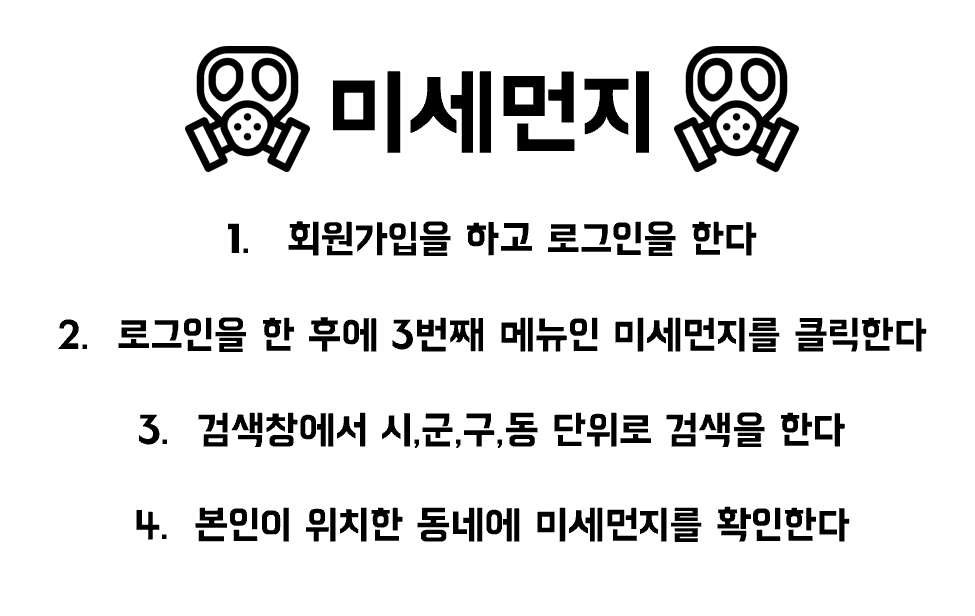 미세먼지
1. 회원가입을 하고 로그인을 한다
2. 로그인을 한 후에 3번째 메뉴인 미세먼지를 클릭한다
3. 검색창에서 시,군,구,동 단위로 검색을 한다
4. 본인이 위치한 동네에 미세먼지를 확인한다